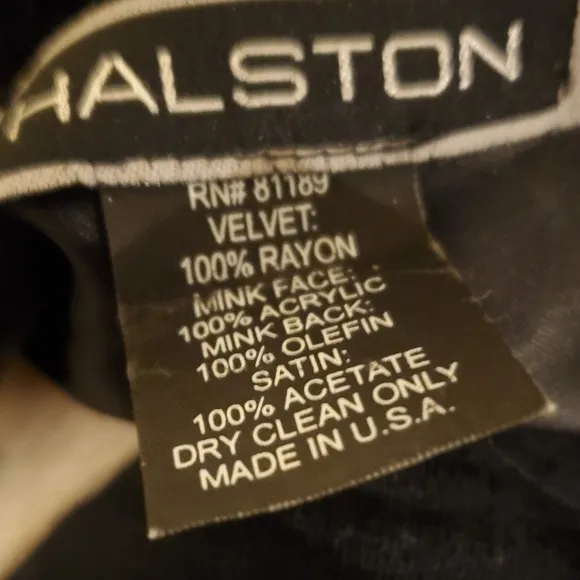 HALSTON
RN# 81189
VELVET:
100% RAYON
MINK FACE:
100% ACRYLIC
MINK BACK:
100% OLEFIN
SATIN:
100% ACETATE
DRY CLEAN ONLY
MADE IN U.S.A.